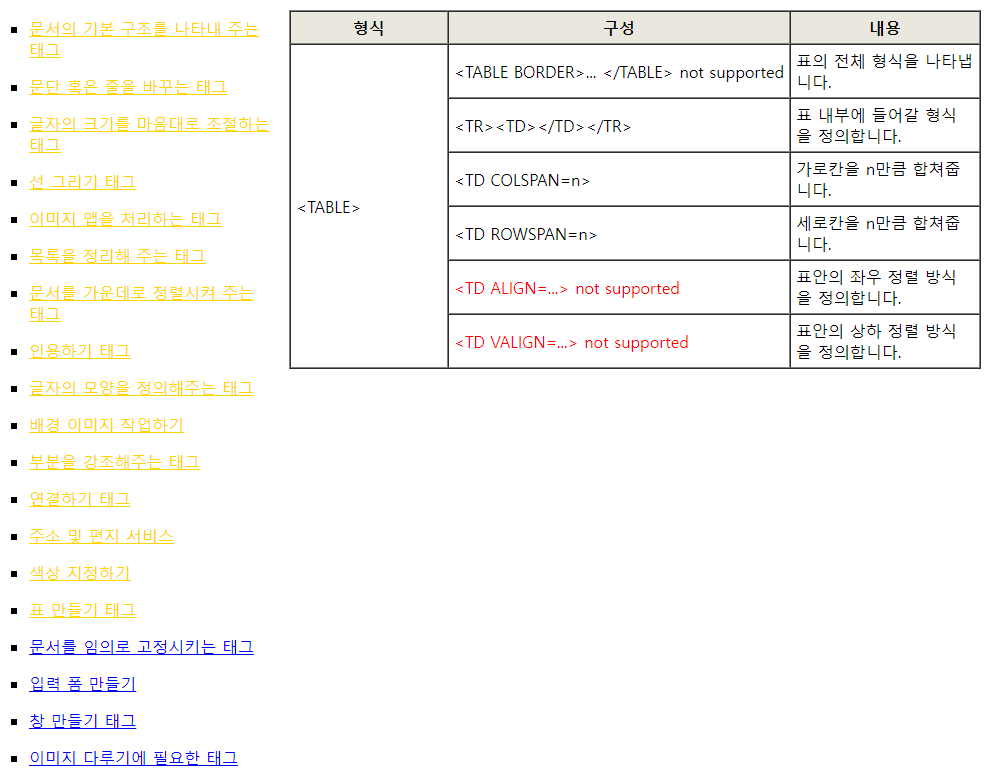 문서의 기본 구조를 나타내 주는
태그
문단 혹은 줄을 바꾸는 태그
글자의 크기를 마음대로 조절하는
태그
선 그리기 태그
이미지 맵을 처리하는 태그
목록을 정리해 주는 태그
문서를 가운데로 정렬시켜 주는
태그
인용하기 태그
글자의 모양을 정의해주는 태그
배경 이미지 작업하기
부분을 강조해주는 태그
연결하기 태그
주소 및 편지 서비스
색상 지정하기
표 만들기 태그
문서를 임의로 고정시키는 태그
입력 폼 만들기
창 만들기 태그
이미지 다루기에 필요한 태그
형식 구성 내용
<TABLE>
<TABLE BORDER>... </TABLE> not supported
표의 전체 형식을 나타냅
니다.
<TR><TD></TD></TR>
표 내부에 들어갈 형식
을 정의합니다.
<TD COLSPAN=n>
가로칸을 n만큼 합쳐줍
니다.
<TD ROWSPAN=n>
세로칸을 n만큼 합쳐줍
니다.
<TD ALIGN=...> not supported
표안의 좌우 정렬 방식
을 정의합니다.
<TD VALIGN=...> not supported
표안의 상하 정렬 방식
을 정의합니다.